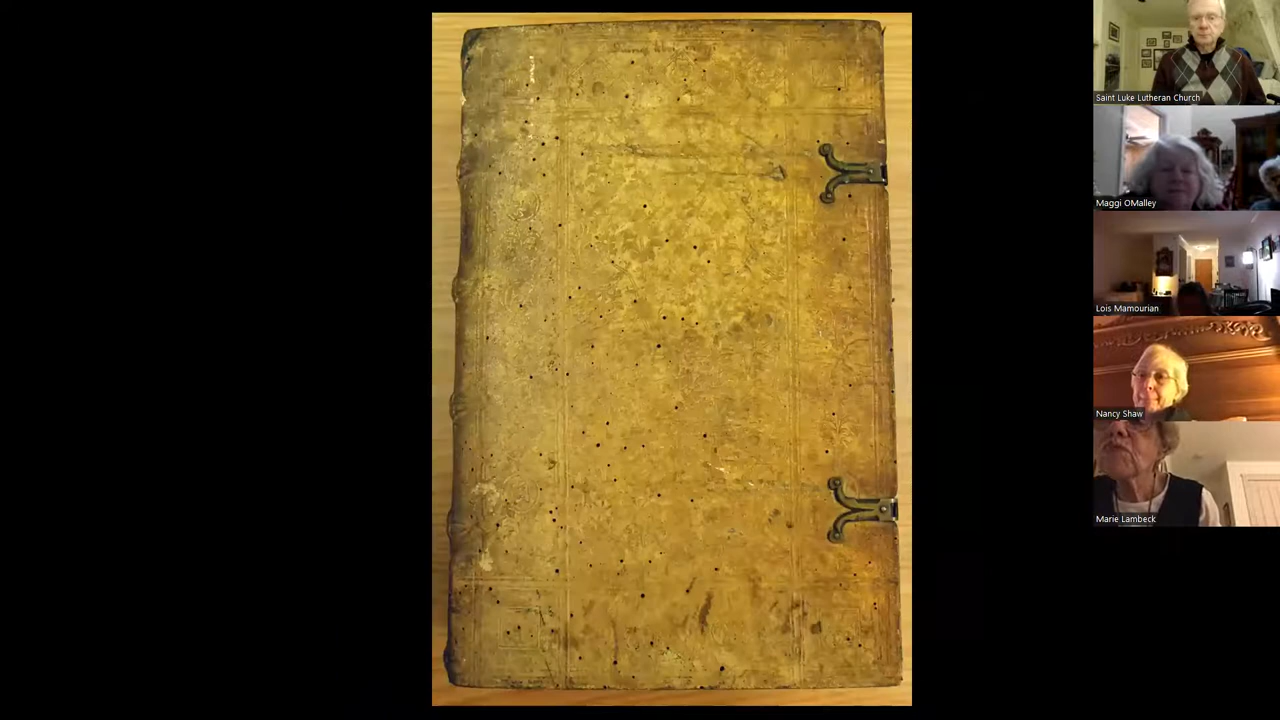 Saint Luke Lutheran Church
Maggi OMalley
Lois Mamourian
Nancy Shaw
Marie Lambeck